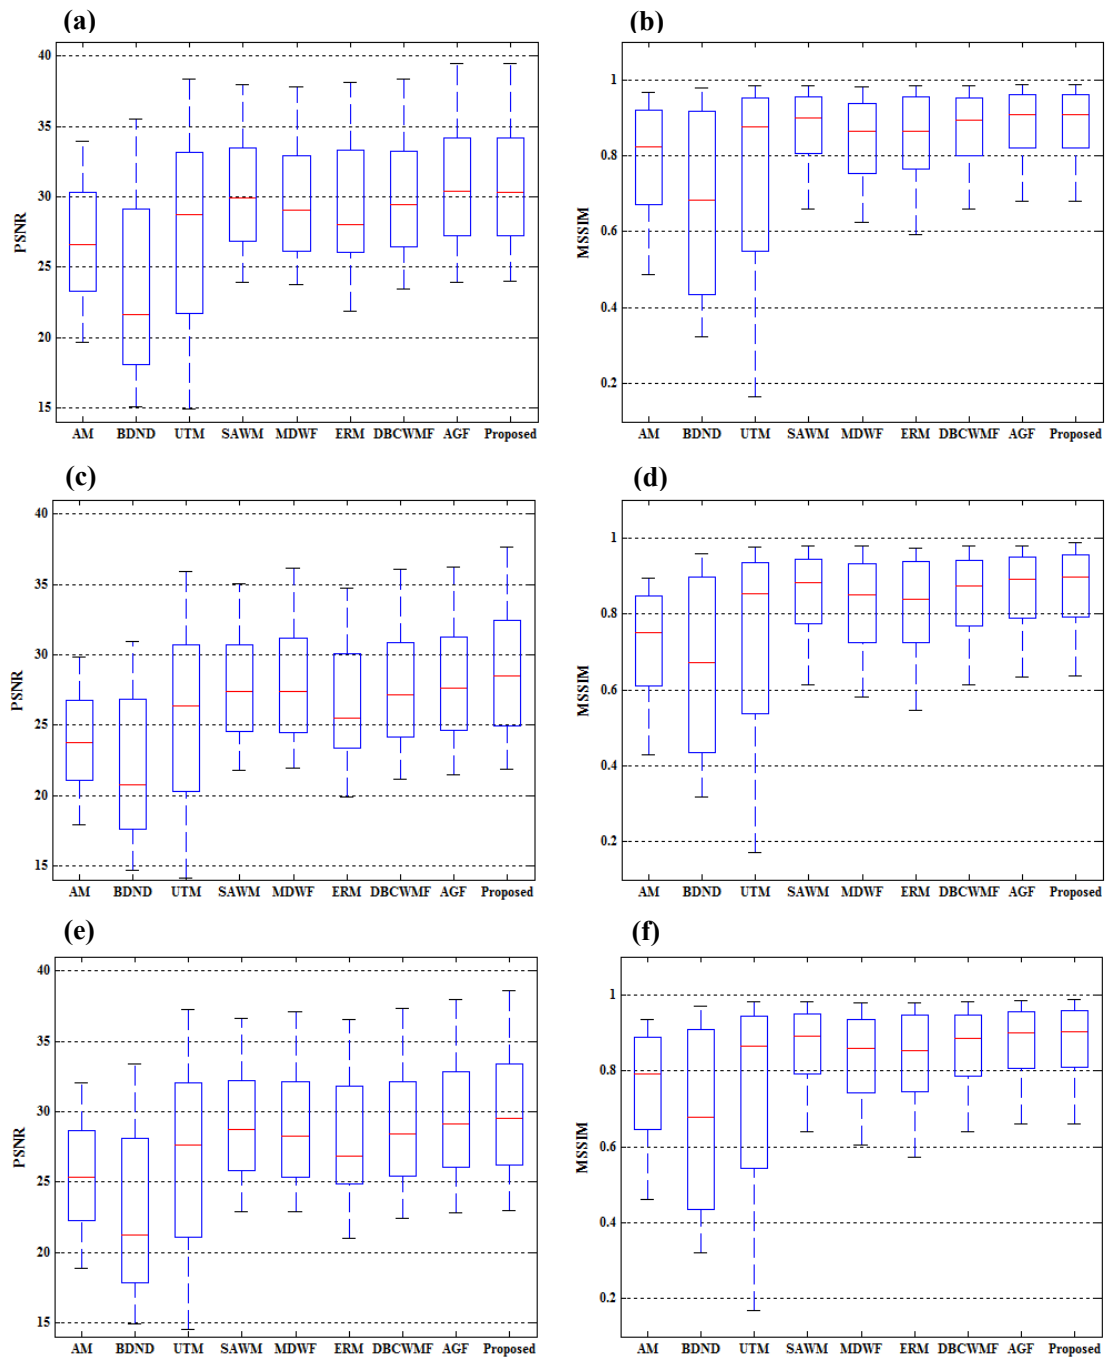 (a)
40
35
30
25
20
15
PSNR
AM BDND UTM SAWM MDWF ERM DBCWMF AGF Proposed
(b)
1
0.8
0.6
0.4
0.2
MSSIM
AM BDND UTM SAWM MDWF ERM DBCWMF AGF Proposed
(c)
40
35
30
25
20
15
PSNR
AM BDND UTM SAWM MDWF ERM DBCWMF AGF Proposed
(d)
1
0.8
0.6
0.4
0.2
MSSIM
AM BDND UTM SAWM MDWF ERM DBCWMF AGF Proposed
(e)
40
35
30
25
20
15
PSNR
AM BDND UTM SAWM MDWF ERM DBCWMF AGF Proposed
(f)
1
0.8
0.6
0.4
0.2
MSSIM
AM BDND UTM SAWM MDWF ERM DBCWMF AGF Proposed